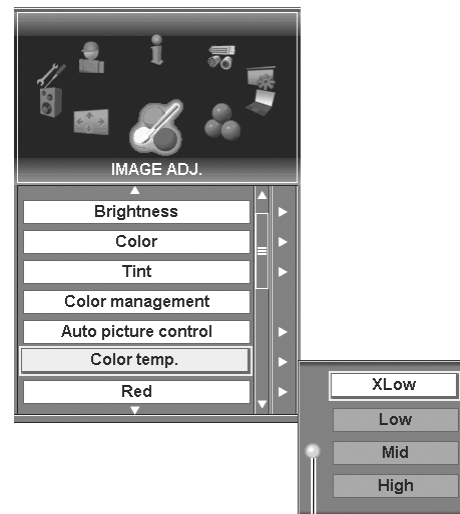 IMAGE ADJ.
Brightness
Color
Tint
Color management
Auto picture control
Color temp.
Red
XLow
Low
Mid
High